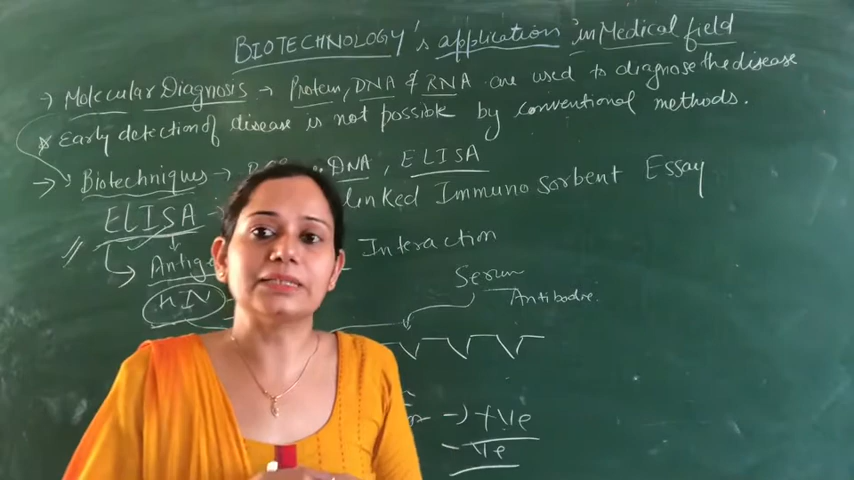 BIOTECHNOLOGY's application in Medical field
→ Molecular Diagnosis → Protein, DNA & RNA are used to diagnose the disease
* Early detection of disease is not possible by conventional methods.
→ Biotechniques → DNA, ELISA
ELISA → linked Immuno sorbent Essay
Interaction
Serum
Antibodie.
→ +Ve
- Ve